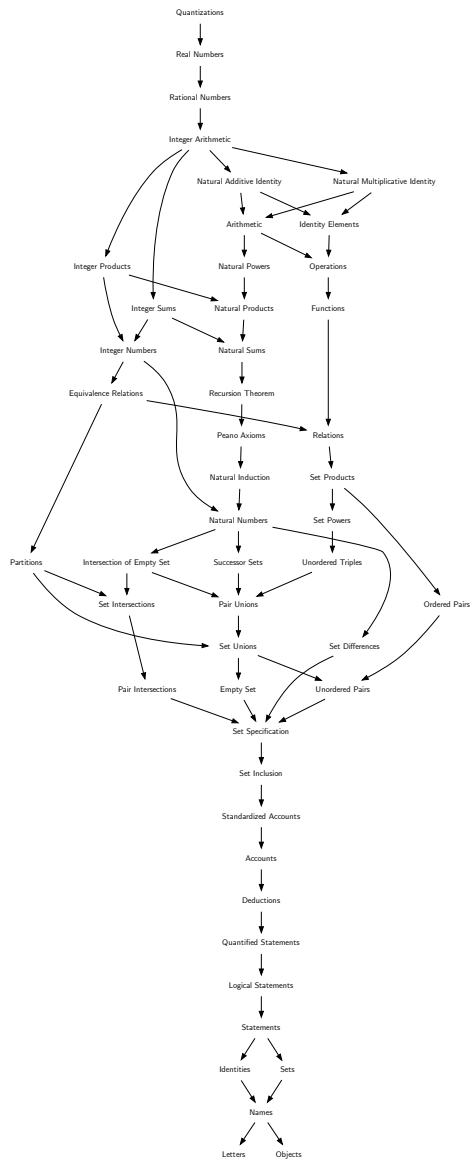 Quantizations
Real Numbers
Rational Numbers
Integer Arithmetic
Natural Additive Identity
Natural Multiplicative Identity
Arithmetic
Identity Elements
Integer Products
Natural Powers
Operations
Integer Sums
Natural Products
Functions
Integer Numbers
Natural Sums
Equivalence Relations
Recursion Theorem
Peano Axioms
Relations
Natural Induction
Set Products
Natural Numbers
Set Powers
Partitions
Intersection of Empty Set
Successor Sets
Unordered Triples
Set Intersections
Pair Unions
Ordered Pairs
Set Unions
Set Differences
Pair Intersections
Empty Set
Unordered Pairs
Set Specification
Set Inclusion
Standardized Accounts
Accounts
Deductions
Quantified Statements
Logical Statements
Statements
Identities
Sets
Names
Letters
Objects